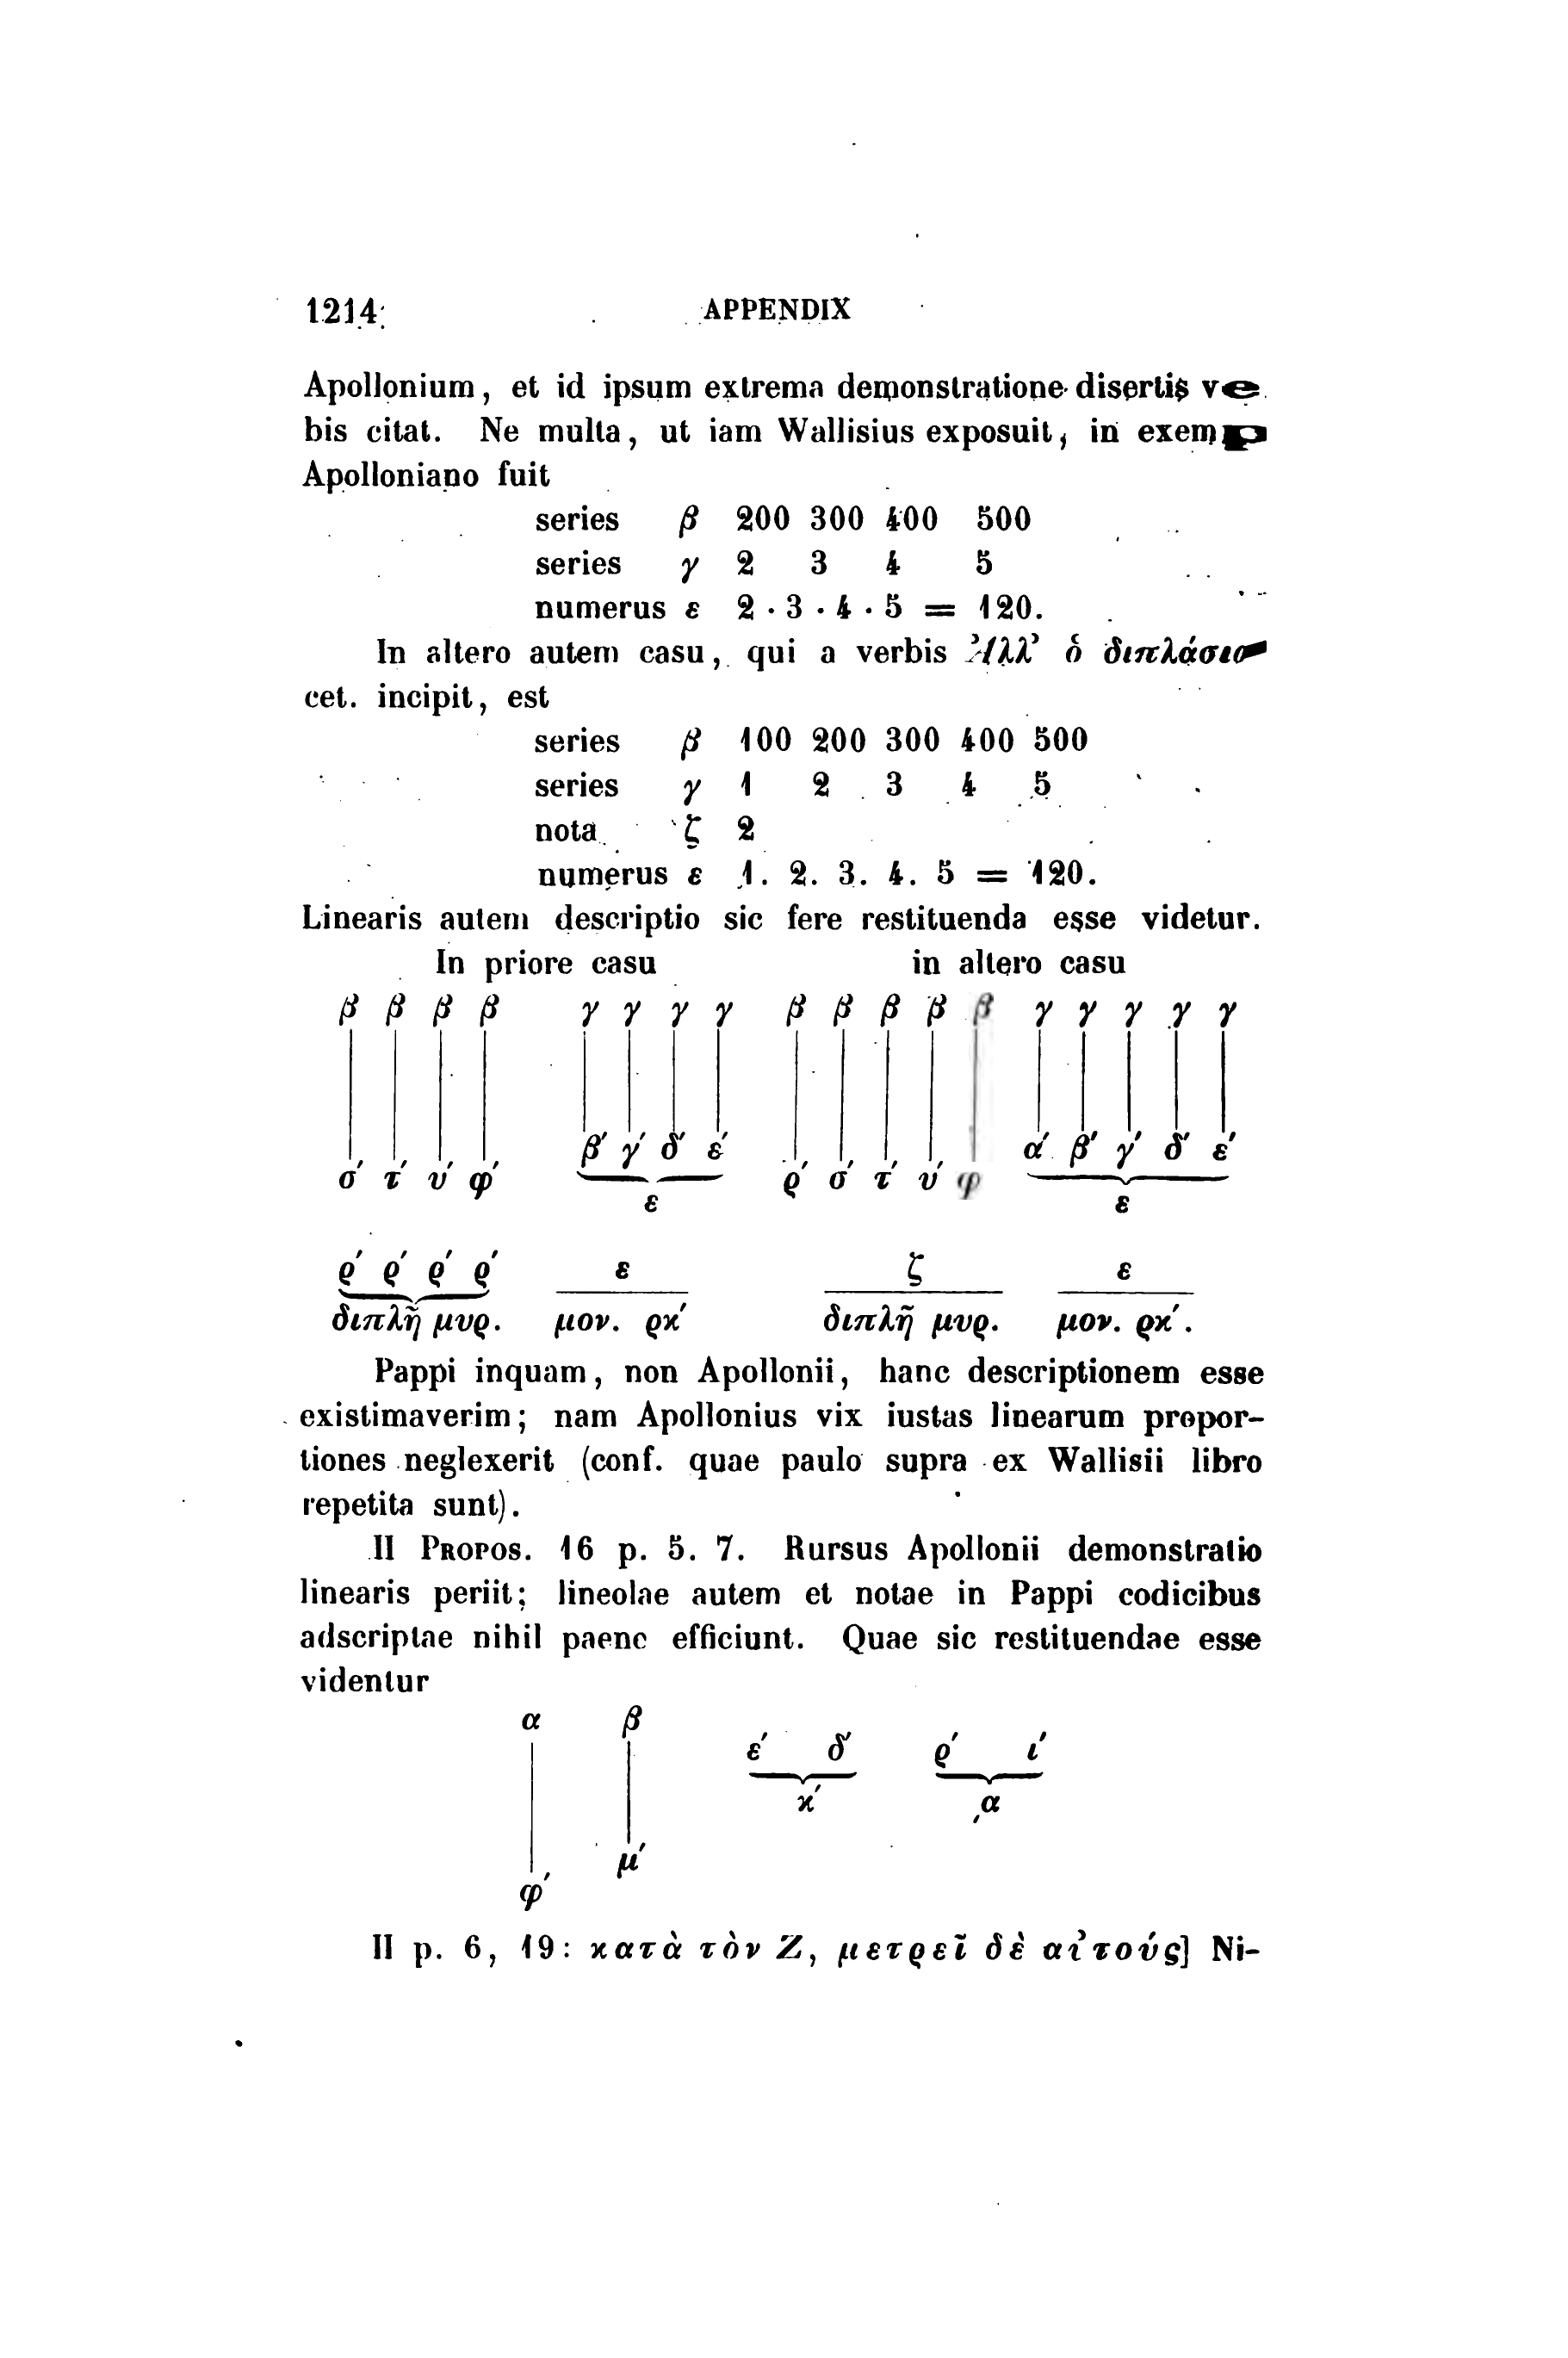 1214 APPENDIX
Apollonium, et id ipsum extrema demonstratione disertis
bis citat. Ne multa, ut iam Wallisius exposuit, in
Apolloniano fuit
series β 200 300 400 500
series γ 2 3 4 5
numerus ε 2 · 3 · 4 · 5 = 120.
In altero autem casu, qui a verbis Ἀλλ’ ὁ
cet. incipit, est
series β 100 200 300 400 500
series γ 1 2 3 4 5
nota ζ 2
numerus ε 1. 2. 3. 4. 5 = 120.
Linearis autem descriptio sic fere restituenda esse videtur.
In priore casu in altero casu
β β β β γ γ γ γ β β β β β γ γ γ γ γ
β′ γ′ δ′ ε′ α′ β′ γ′ δ′ ε′
σ′ τ′ υ′ φ′ ρ′ σ′ τ′ υ′ φ
ε ε
ρ′ ρ′ ρ′ ρ′ ε ζ ε
διπλῆ μυρ. μον. ρκ′ διπλῆ μυρ. μον. ρκ′.
Pappi inquam, non Apollonii, hanc descriptionem esse
existimaverim; nam Apollonius vix iustas linearum propor-
tiones neglexerit (conf. quae paulo supra ex Wallisii libro
repetita sunt).
II PROPOS. 16 p. 5. 7. Rursus Apollonii demonstratio
linearis periit; lineolae autem et notae in Pappi codicibus
adscriptae nihil paene efficiunt. Quae sic restituendae esse
videntur
α β
ε′ δ′ ρ′ ι′
κ′ ͵α
μ′
φ′
II p. 6, 19: κατὰ τὸν Ζ, μετρεῖ δὲ αὐτούς] Ni-